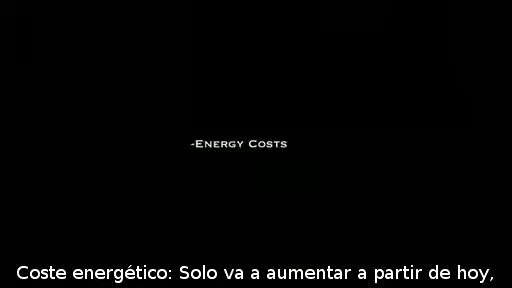 -Energy Costs
Coste energético: Solo va a aumentar a partir de hoy,